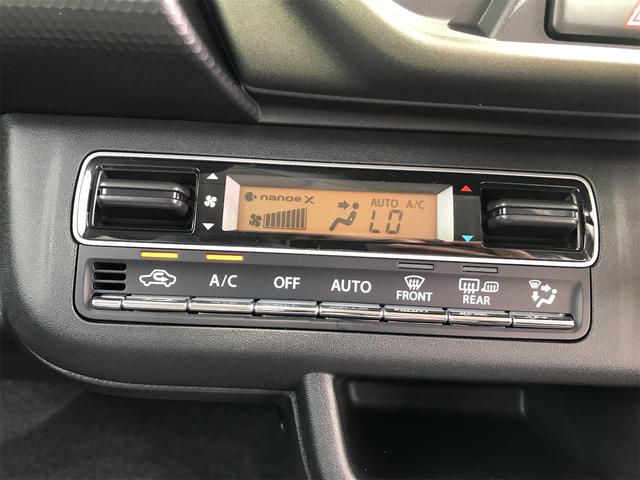 nanoe X
AUTO A/C
LO
A/C OFF AUTO FRONT REAR